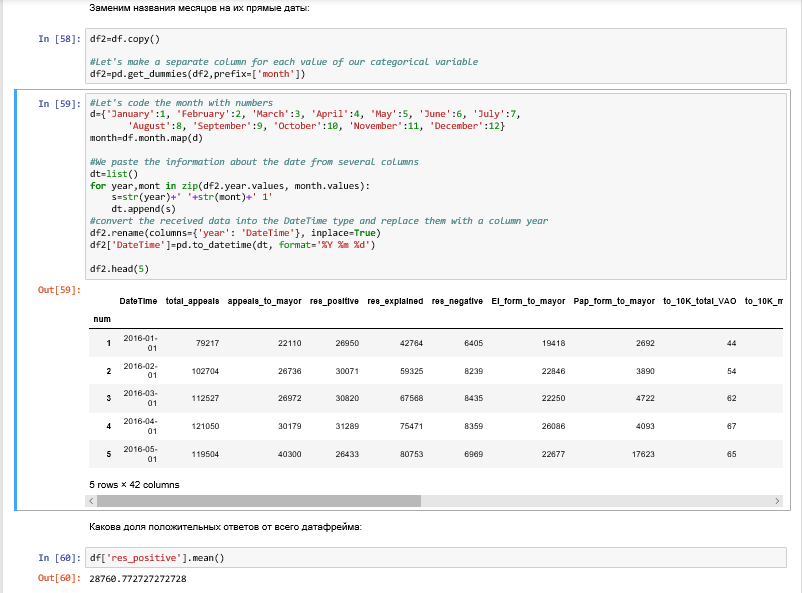 Заменим названия месяцев на их прямые даты:
In [58]: df2=df.copy()
#Let's make a separate column for each value of our categorical variable
df2=pd.get_dummies(df2,prefix=['month'])
In [59]: #Let's code the month with numbers
d={'January':1, 'February':2, 'March':3, 'April':4, 'May':5, 'June':6, 'July':7,
'August':8, 'September':9, 'October':10, 'November':11, 'December':12}
month=df.month.map(d)
#We paste the information about the date from several columns
dt=list()
for year,mont in zip(df2.year.values, month.values):
s=str(year)+' '+str(mont)+' 1'
dt.append(s)
#convert the received data into the DateTime type and replace them with a column year
df2.rename(columns={'year': 'DateTime'}, inplace=True)
df2['DateTime']=pd.to_datetime(dt, format='%Y %m %d')
df2.head(5)
Out[59]:
DateTime total_appeals appeals_to_mayor res_positive res_explained res_negative El_form_to_mayor Pap_form_to_mayor to_10K_total_VAO to_10K_m
num
1 2016-01-01 79217 22110 26950 42764 6405 19418 2692 44
2 2016-02-01 102704 26736 30071 59325 8239 22846 3890 54
3 2016-03-01 112527 26972 30820 67568 8435 22250 4722 62
4 2016-04-01 121050 30179 31289 75471 8359 26086 4093 67
5 2016-05-01 119504 40300 26433 80753 6969 22677 17623 65
5 rows × 42 columns
Какова доля положительных ответов от всего датафрейма:
In [60]: df['res_positive'].mean()
Out[60]: 28760.772727272728